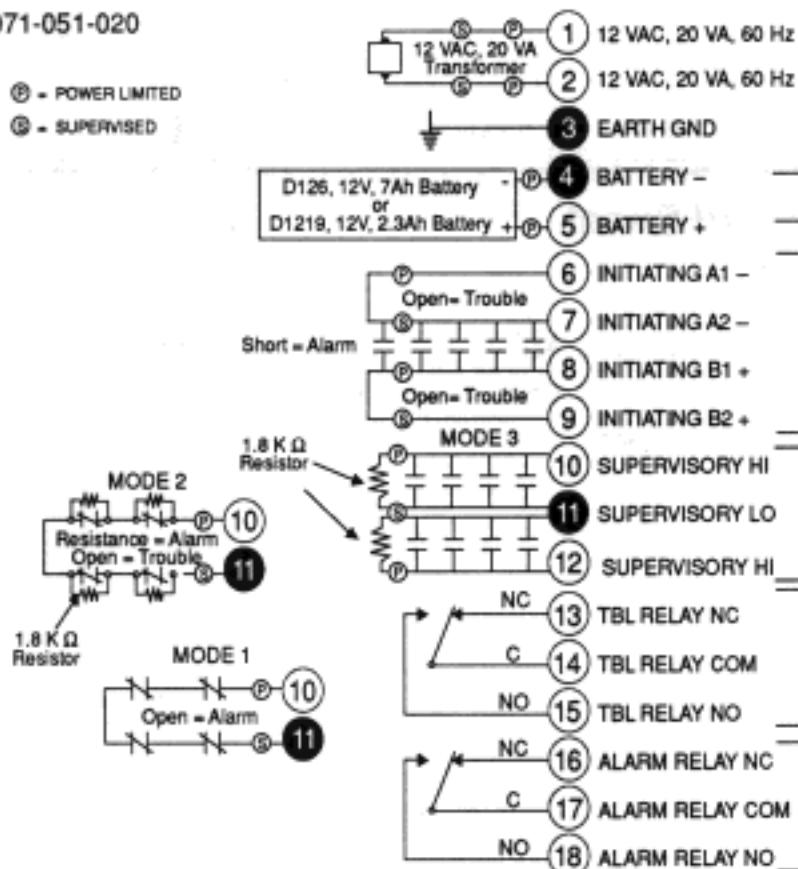 071-051-020
Ⓟ - POWER LIMITED
Ⓢ - SUPERVISED
S P 1 12 VAC, 20 VA, 60 Hz
12 VAC, 20 VA
Transformer
S P 2 12 VAC, 20 VA, 60 Hz
3 EARTH GND
D126, 12V, 7Ah Battery - P 4 BATTERY –
or
D1219, 12V, 2.3Ah Battery + P 5 BATTERY +
P 6 INITIATING A1 –
Open= Trouble
S 7 INITIATING A2 –
Short = Alarm
P 8 INITIATING B1 +
Open= Trouble
S 9 INITIATING B2 +
MODE 3
1.8 K Ω
Resistor
P 10 SUPERVISORY HI
S 11 SUPERVISORY LO
P 12 SUPERVISORY HI
MODE 2
P 10
Resistance = Alarm
Open = Trouble
S 11
1.8 K Ω
Resistor
MODE 1
P 10
Open = Alarm
S 11
NC 13 TBL RELAY NC
C 14 TBL RELAY COM
NO 15 TBL RELAY NO
NC 16 ALARM RELAY NC
C 17 ALARM RELAY COM
NO 18 ALARM RELAY NO